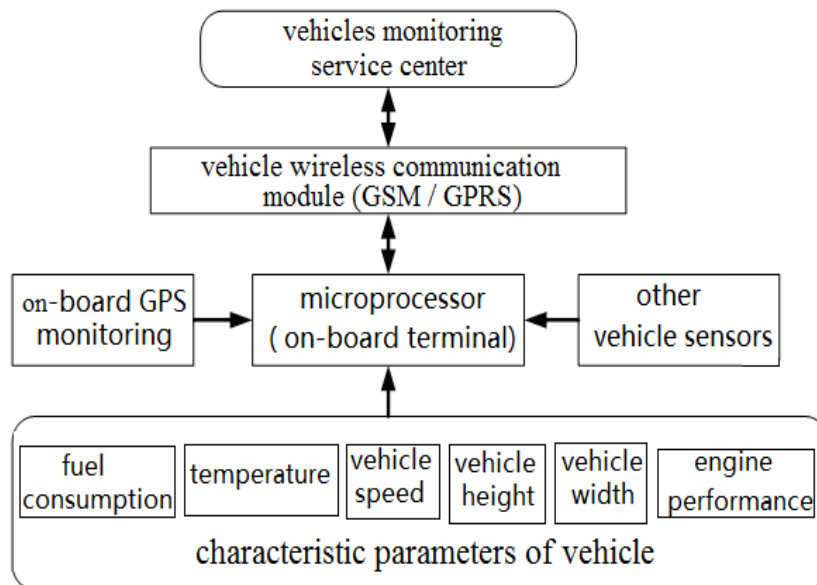 vehicles monitoring
service center
vehicle wireless communication
module (GSM / GPRS)
on-board GPS
monitoring
microprocessor
( on-board terminal)
other
vehicle sensors
fuel
consumption
temperature
vehicle
speed
vehicle
height
vehicle
width
engine
performance
characteristic parameters of vehicle